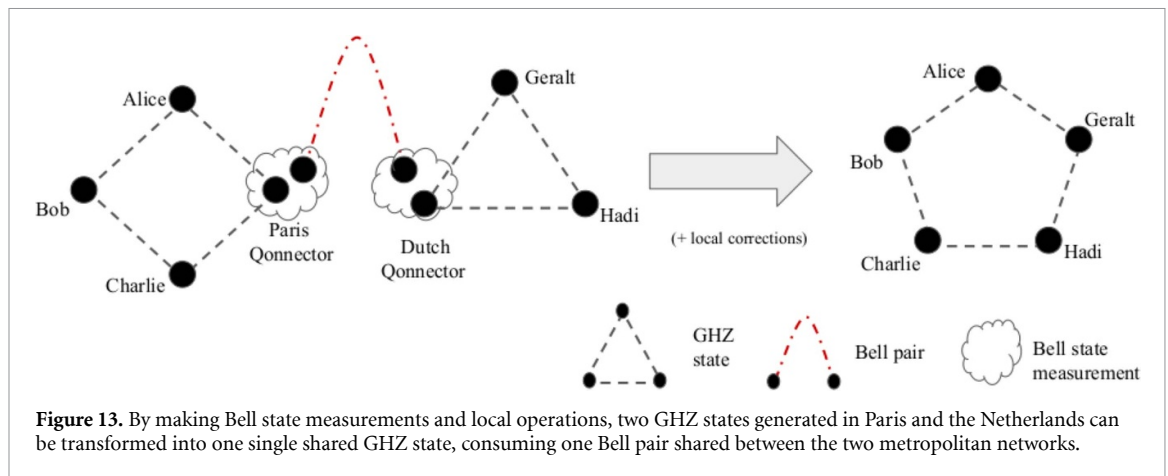 Alice
Bob
Charlie
Paris
Qonnector
Dutch
Qonnector
Geralt
Hadi
(+ local corrections)
Alice
Geralt
Bob
Charlie
Hadi
GHZ
state
Bell pair
Bell state
measurement
Figure 13. By making Bell state measurements and local operations, two GHZ states generated in Paris and the Netherlands can
be transformed into one single shared GHZ state, consuming one Bell pair shared between the two metropolitan networks.